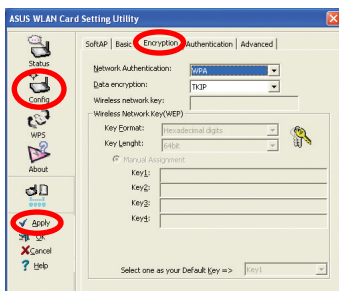 ASUS WLAN Card Setting Utility
SoftAP Basic Encryption Authentication Advanced
Status
Config
WPS
About
Apply
Ok
Cancel
Help
Network Authentication: WPA
Data encryption: TKIP
Wireless network key:
Wireless Network Key(WEP)
Key Format: Hexadecimal digits
Key Lenght: 64bit
Manual Assignment
Key1:
Key2:
Key3:
Key4:
Select one as your Default Key => Key1